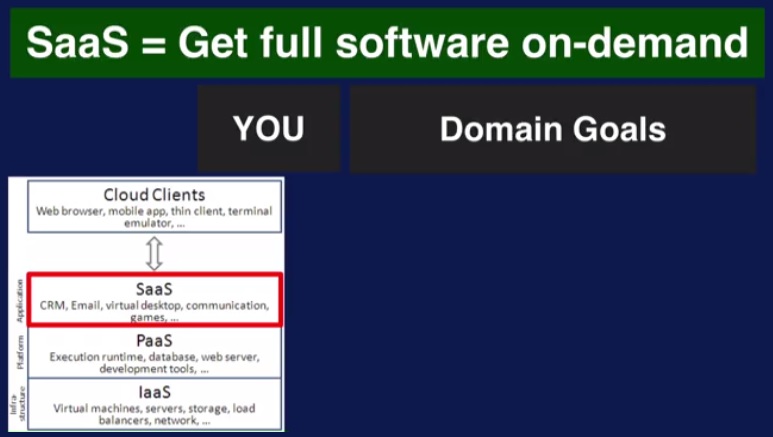 SaaS = Get full software on-demand
YOU
Domain Goals
Cloud Clients
Web browser, mobile app, thin client, terminal
emulator, ...
Application
SaaS
CRM, Email, virtual desktop, communication,
games, ...
Platform
PaaS
Execution runtime, database, web server,
development tools, ...
Infra-
structure
IaaS
Virtual machines, servers, storage, load
balancers, network, ...